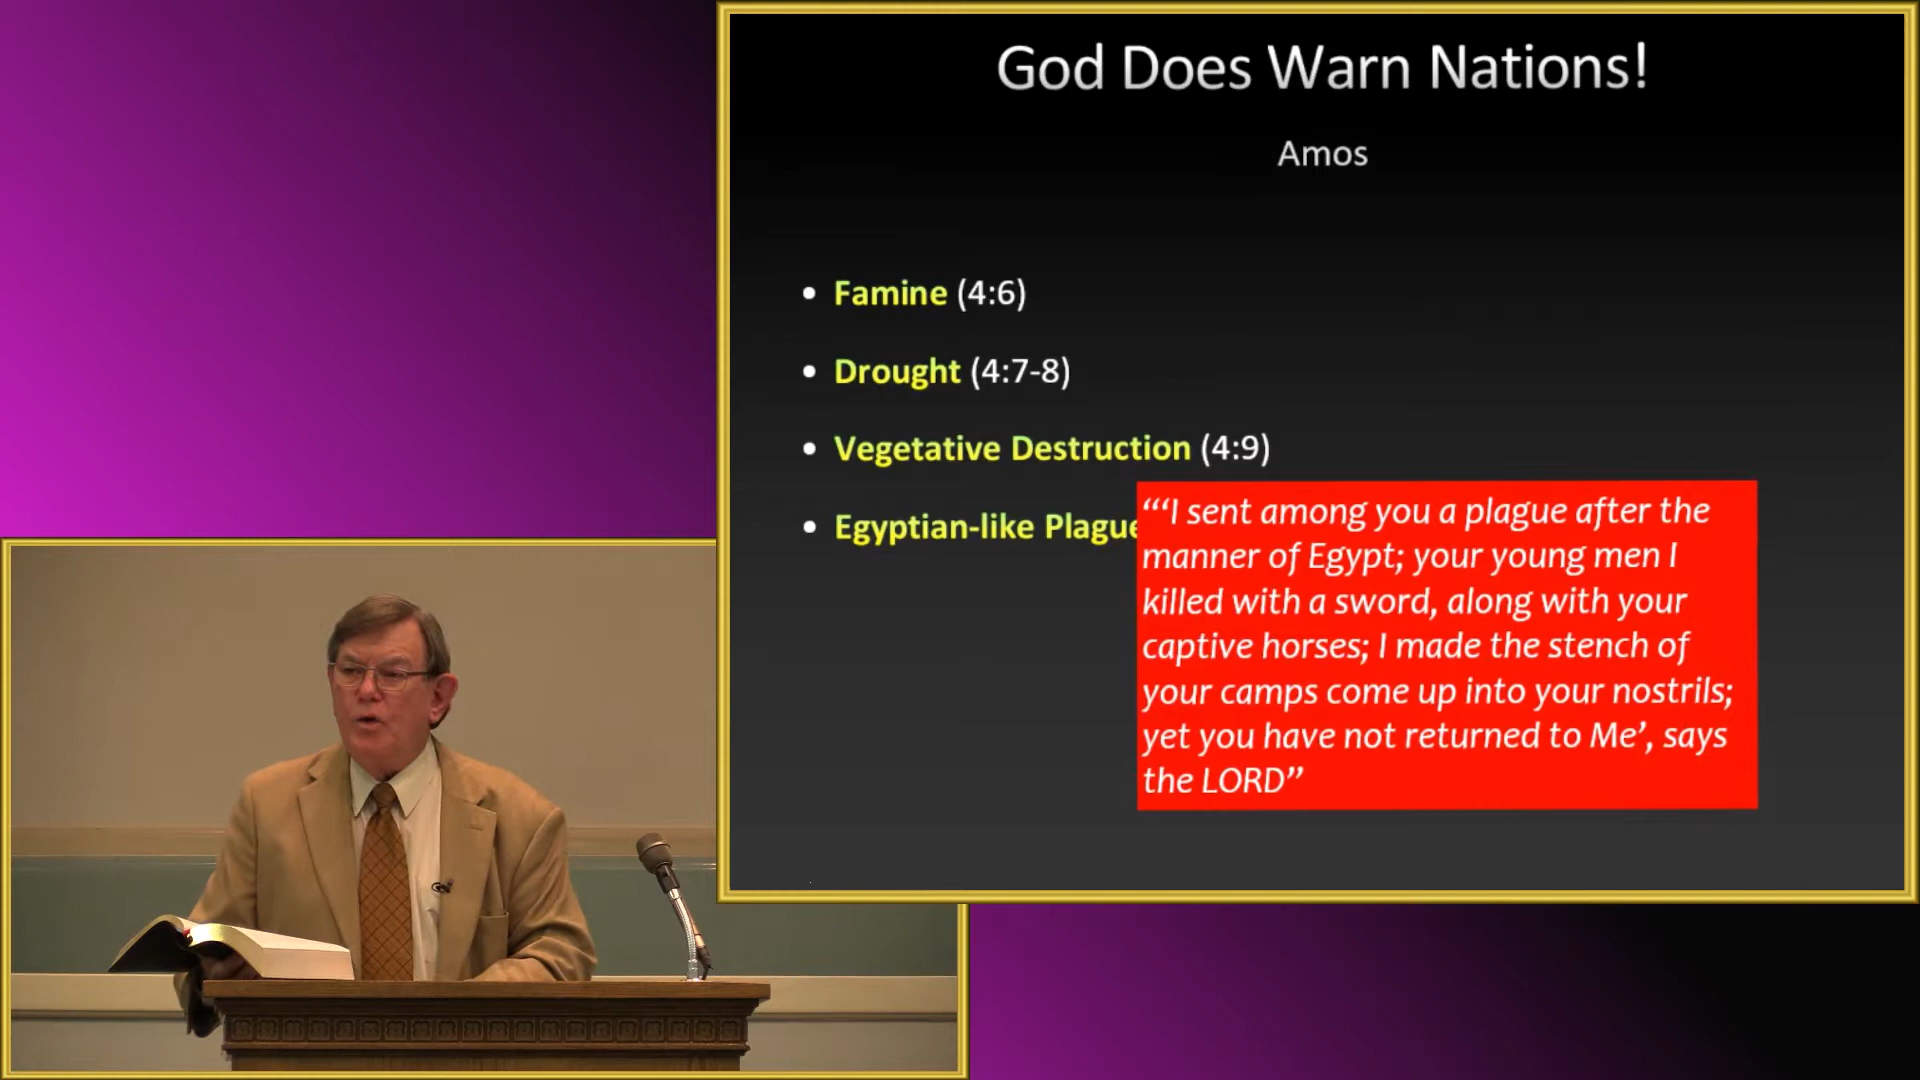 God Does Warn Nations!
Amos
• Famine (4:6)
• Drought (4:7-8)
• Vegetative Destruction (4:9)
• Egyptian-like Plague
“‘I sent among you a plague after the
manner of Egypt; your young men I
killed with a sword, along with your
captive horses; I made the stench of
your camps come up into your nostrils;
yet you have not returned to Me’, says
the LORD”